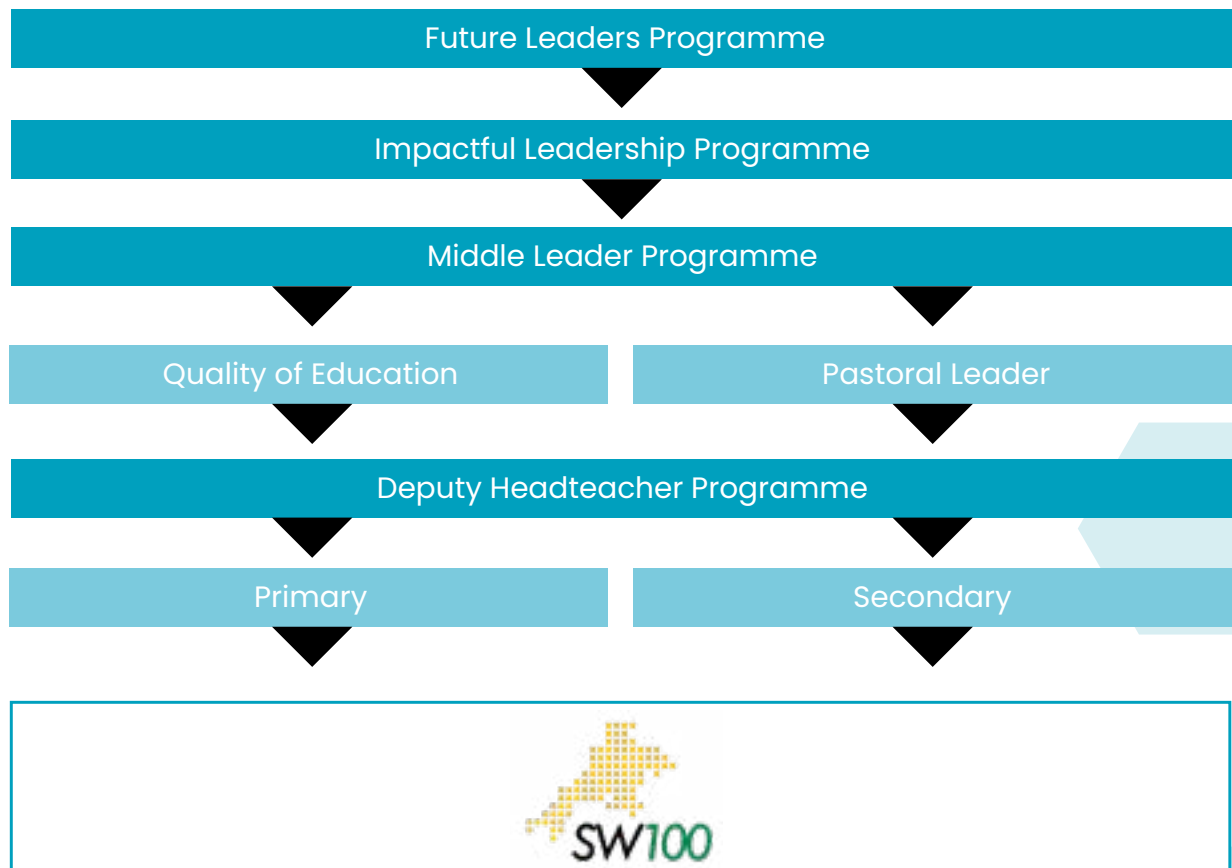 Future Leaders Programme
Impactful Leadership Programme
Middle Leader Programme
Quality of Education
Pastoral Leader
Deputy Headteacher Programme
Primary
Secondary
SW100